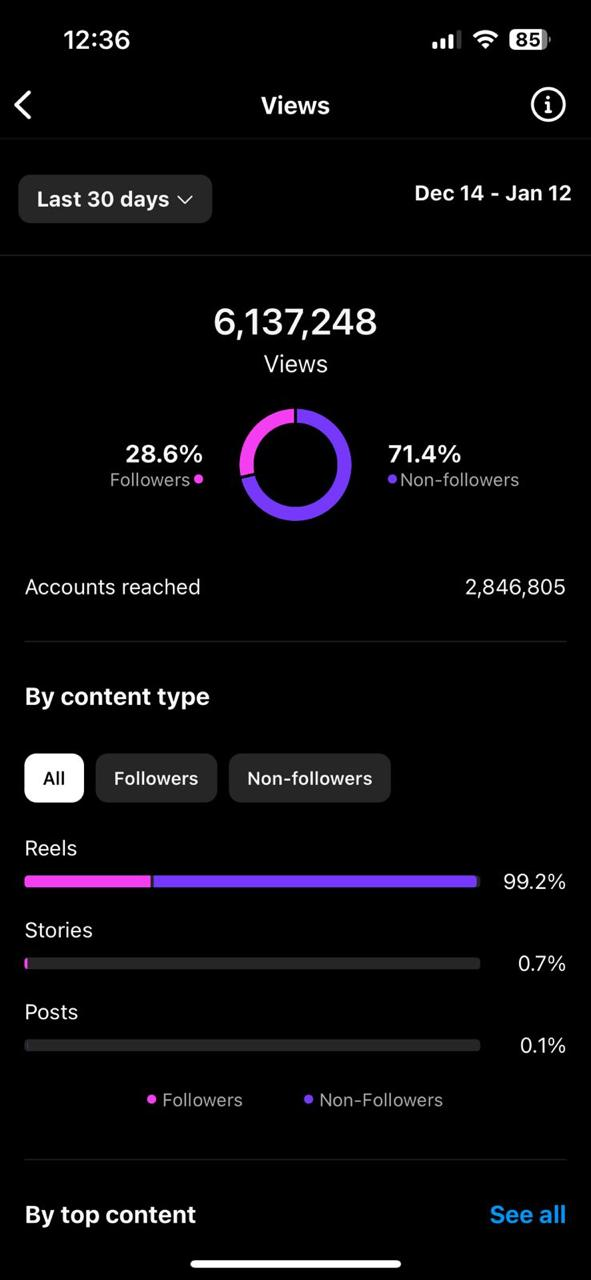 12:36
85
Views
Last 30 days
Dec 14 - Jan 12
6,137,248
Views
28.6%
Followers
71.4%
Non-followers
Accounts reached 2,846,805
By content type
All Followers Non-followers
Reels
99.2%
Stories
0.7%
Posts
0.1%
Followers Non-Followers
By top content See all